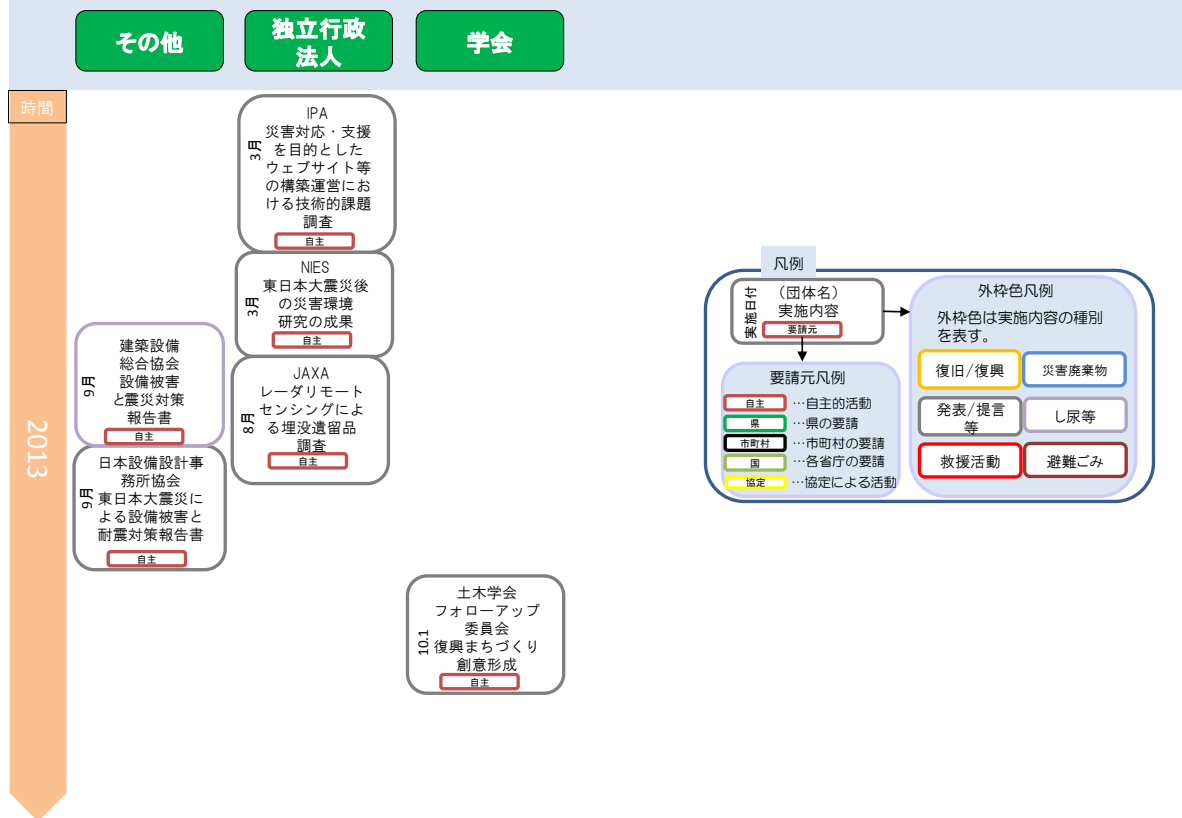 その他
独立行政
法人
学会
時間
2013
IPA
災害対応・支援
を目的とした
ウェブサイト等
の構築運営にお
ける技術的課題
調査
3月
自主
NIES
東日本大震災後
の災害環境
研究の成果
3月
自主
JAXA
レーダリモート
センシングによ
る埋没遺留品
調査
8月
自主
建築設備
総合協会
設備被害
と震災対策
報告書
9月
自主
日本設備設計事
務所協会
東日本大震災に
よる設備被害と
耐震対策報告書
9月
自主
土木学会
フォローアップ
委員会
復興まちづくり
創意形成
10.1
自主
凡例
実施日付
(団体名)
実施内容
要請元
要請元凡例
自主 …自主的活動
県 …県の要請
市町村 …市町村の要請
国 …各省庁の要請
協定 …協定による活動
外枠色凡例
外枠色は実施内容の種別
を表す。
復旧/復興
災害廃棄物
発表/提言
等
し尿等
救援活動
避難ごみ